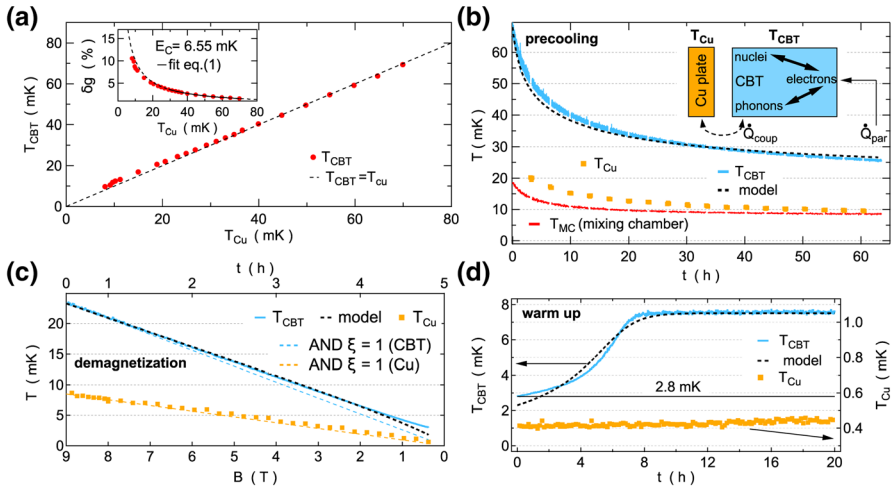 (a)
80
60
40
20
0
T_CBT (mK)
0
20
40
60
80
T_Cu (mK)
δg (%)
15
10
5
0
0
20
40
60
80
T_Cu (mK)
E_C= 6.55 mK
—fit eq.(1)
T_CBT
T_CBT=T_cu
(b)
precooling
T (mK)
60
50
40
30
20
10
0
0
10
20
30
40
50
60
t (h)
T_Cu
T_CBT
Cu plate
nuclei
CBT
electrons
phonons
Q̇_coup
Q̇_par
T_Cu
T_CBT
model
T_MC (mixing chamber)
(c)
t (h)
0
1
2
3
4
5
T_CBT
model
T_Cu
AND ξ = 1 (CBT)
AND ξ = 1 (Cu)
demagnetization
T (mK)
20
15
10
5
0
9
8
7
6
5
4
3
2
1
0
B (T)
(d)
warm up
T_CBT (mK)
8
6
4
2
0
T_CBT
model
T_Cu
2.8 mK
1.0
0.8
0.6
0.4
T_Cu (mK)
0
4
8
12
16
20
t (h)